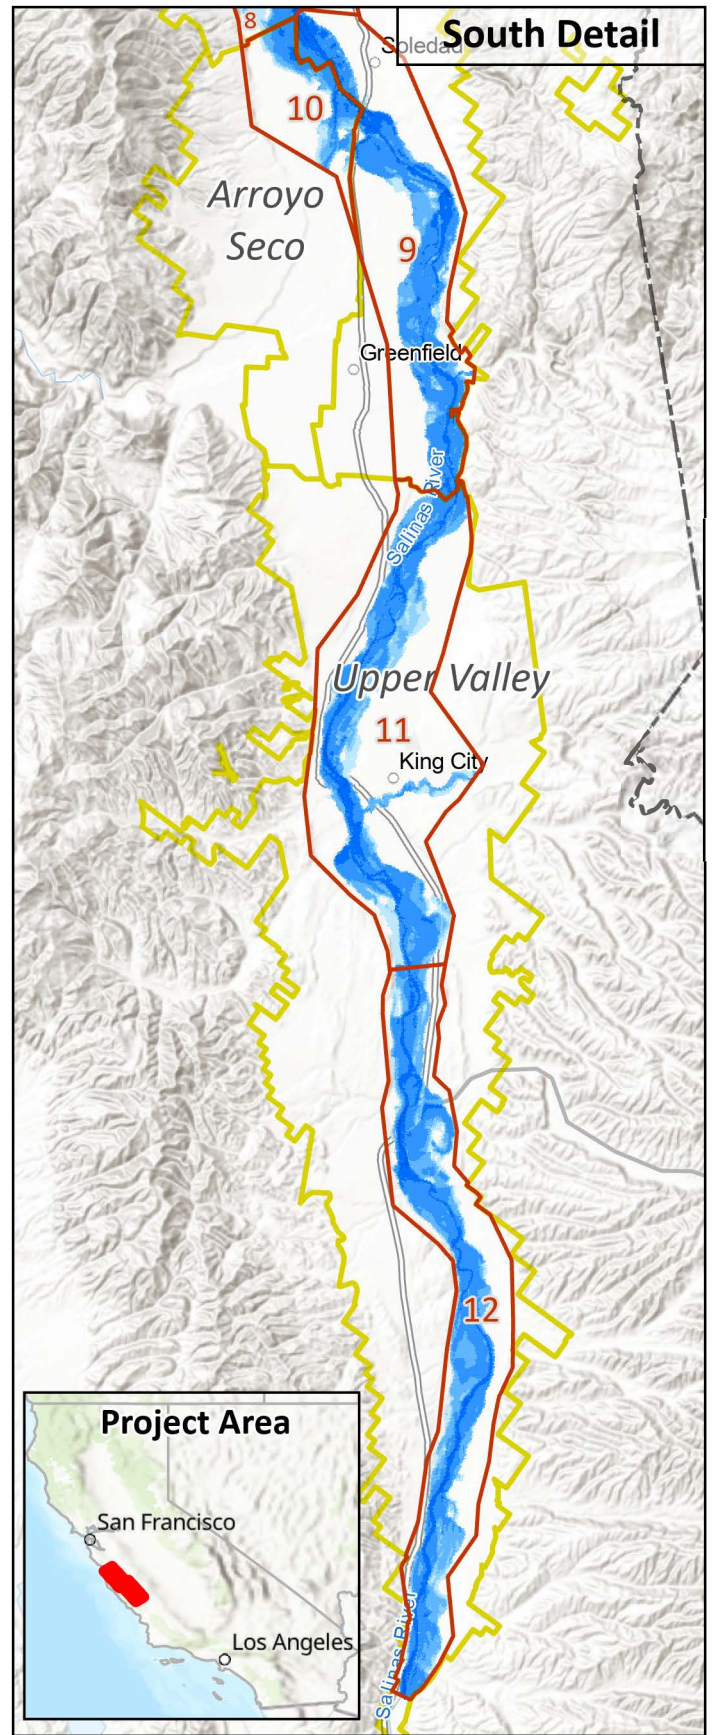 South Detail
8
Soledad
10
Arroyo
Seco
9
Greenfield
Salinas River
Upper Valley
11
King City
12
Project Area
San Francisco
Los Angeles
Salinas River